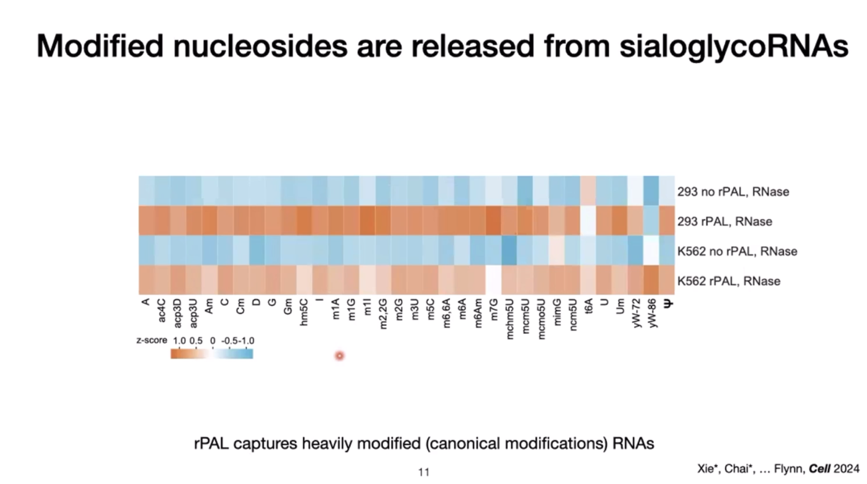 Modified nucleosides are released from sialoglycoRNAs
293 no rPAL, RNase
293 rPAL, RNase
K562 no rPAL, RNase
K562 rPAL, RNase
A
ac4C
acp3D
acp3U
Am
C
Cm
D
G
Gm
hm5C
I
m1A
m1G
m1I
m2,2G
m2G
m3U
m5C
m6,6A
m6A
m6Am
m7G
mchm5U
mcm5U
mcmo5U
mimG
ncm5U
t6A
U
Um
yW-72
yW-86
Ψ
z-score 1.0 0.5 0 -0.5-1.0
rPAL captures heavily modified (canonical modifications) RNAs
11
Xie*, Chai*, … Flynn, Cell 2024